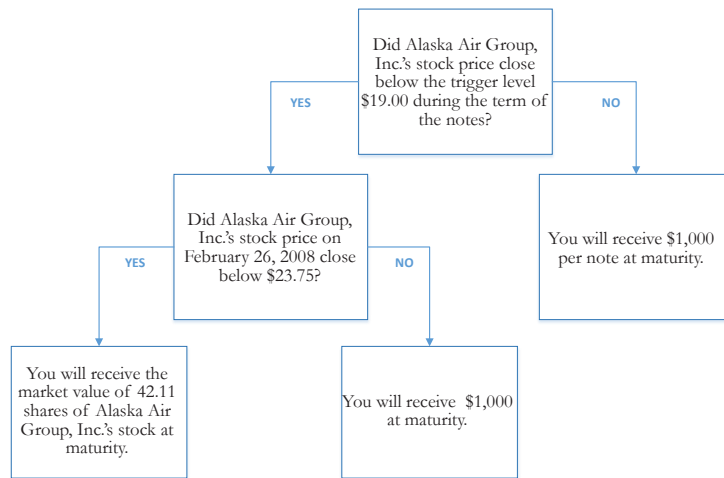 Did Alaska Air Group,
Inc.'s stock price close
below the trigger level
$19.00 during the term of
the notes?
YES
NO
Did Alaska Air Group,
Inc.'s stock price on
February 26, 2008 close
below $23.75?
You will receive $1,000
per note at maturity.
YES
NO
You will receive the
market value of 42.11
shares of Alaska Air
Group, Inc.'s stock at
maturity.
You will receive $1,000
at maturity.